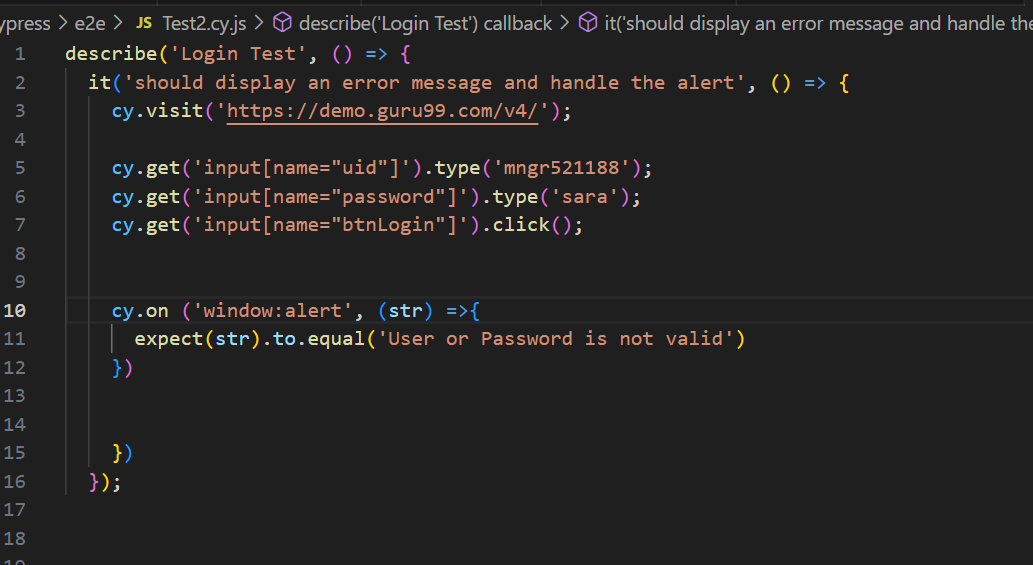 ypress > e2e > JS Test2.cy.js > describe('Login Test') callback > it('should display an error message and handle the
1 describe('Login Test', () => {
2 it('should display an error message and handle the alert', () => {
3 cy.visit('https://demo.guru99.com/v4/');
4
5 cy.get('input[name="uid"]').type('mngr521188');
6 cy.get('input[name="password"]').type('sara');
7 cy.get('input[name="btnLogin"]').click();
8
9
10 cy.on ('window:alert', (str) =>{
11 expect(str).to.equal('User or Password is not valid')
12 })
13
14
15 })
16 });
17
18
19